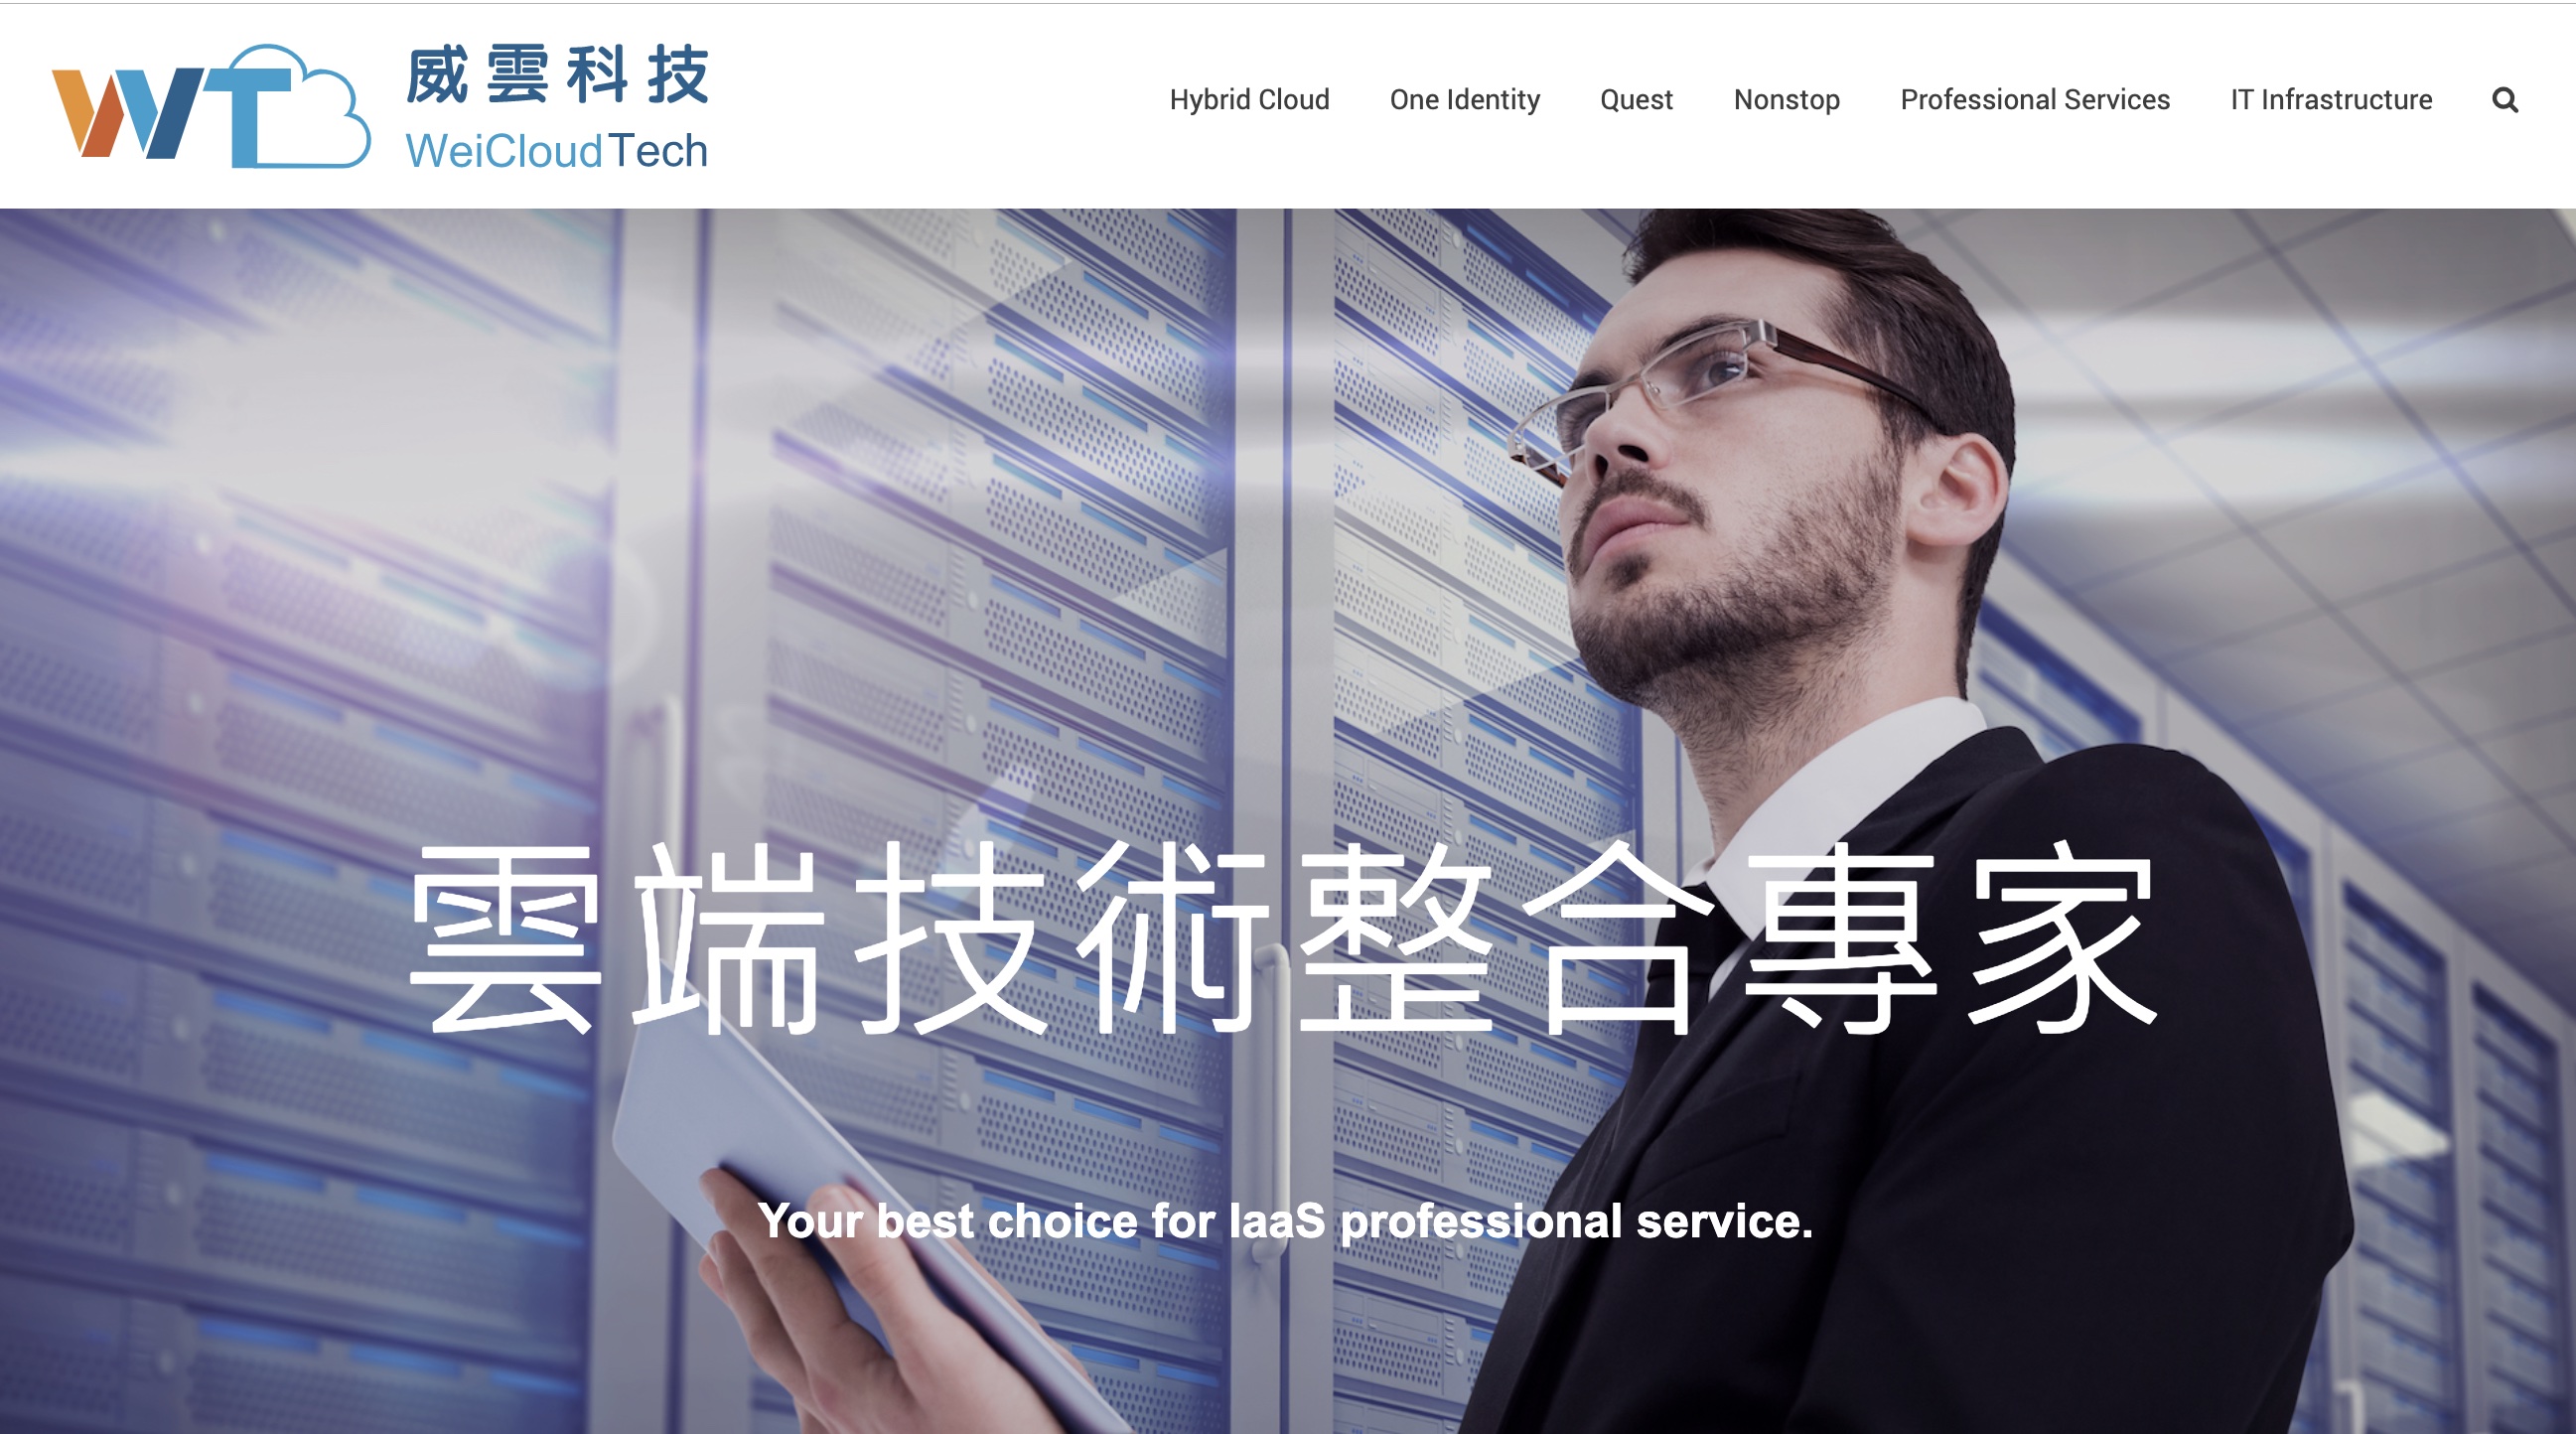 WT
威雲科技
WeiCloudTech
Hybrid Cloud
One Identity
Quest
Nonstop
Professional Services
IT Infrastructure
雲端技術整合專家
Your best choice for IaaS professional service.